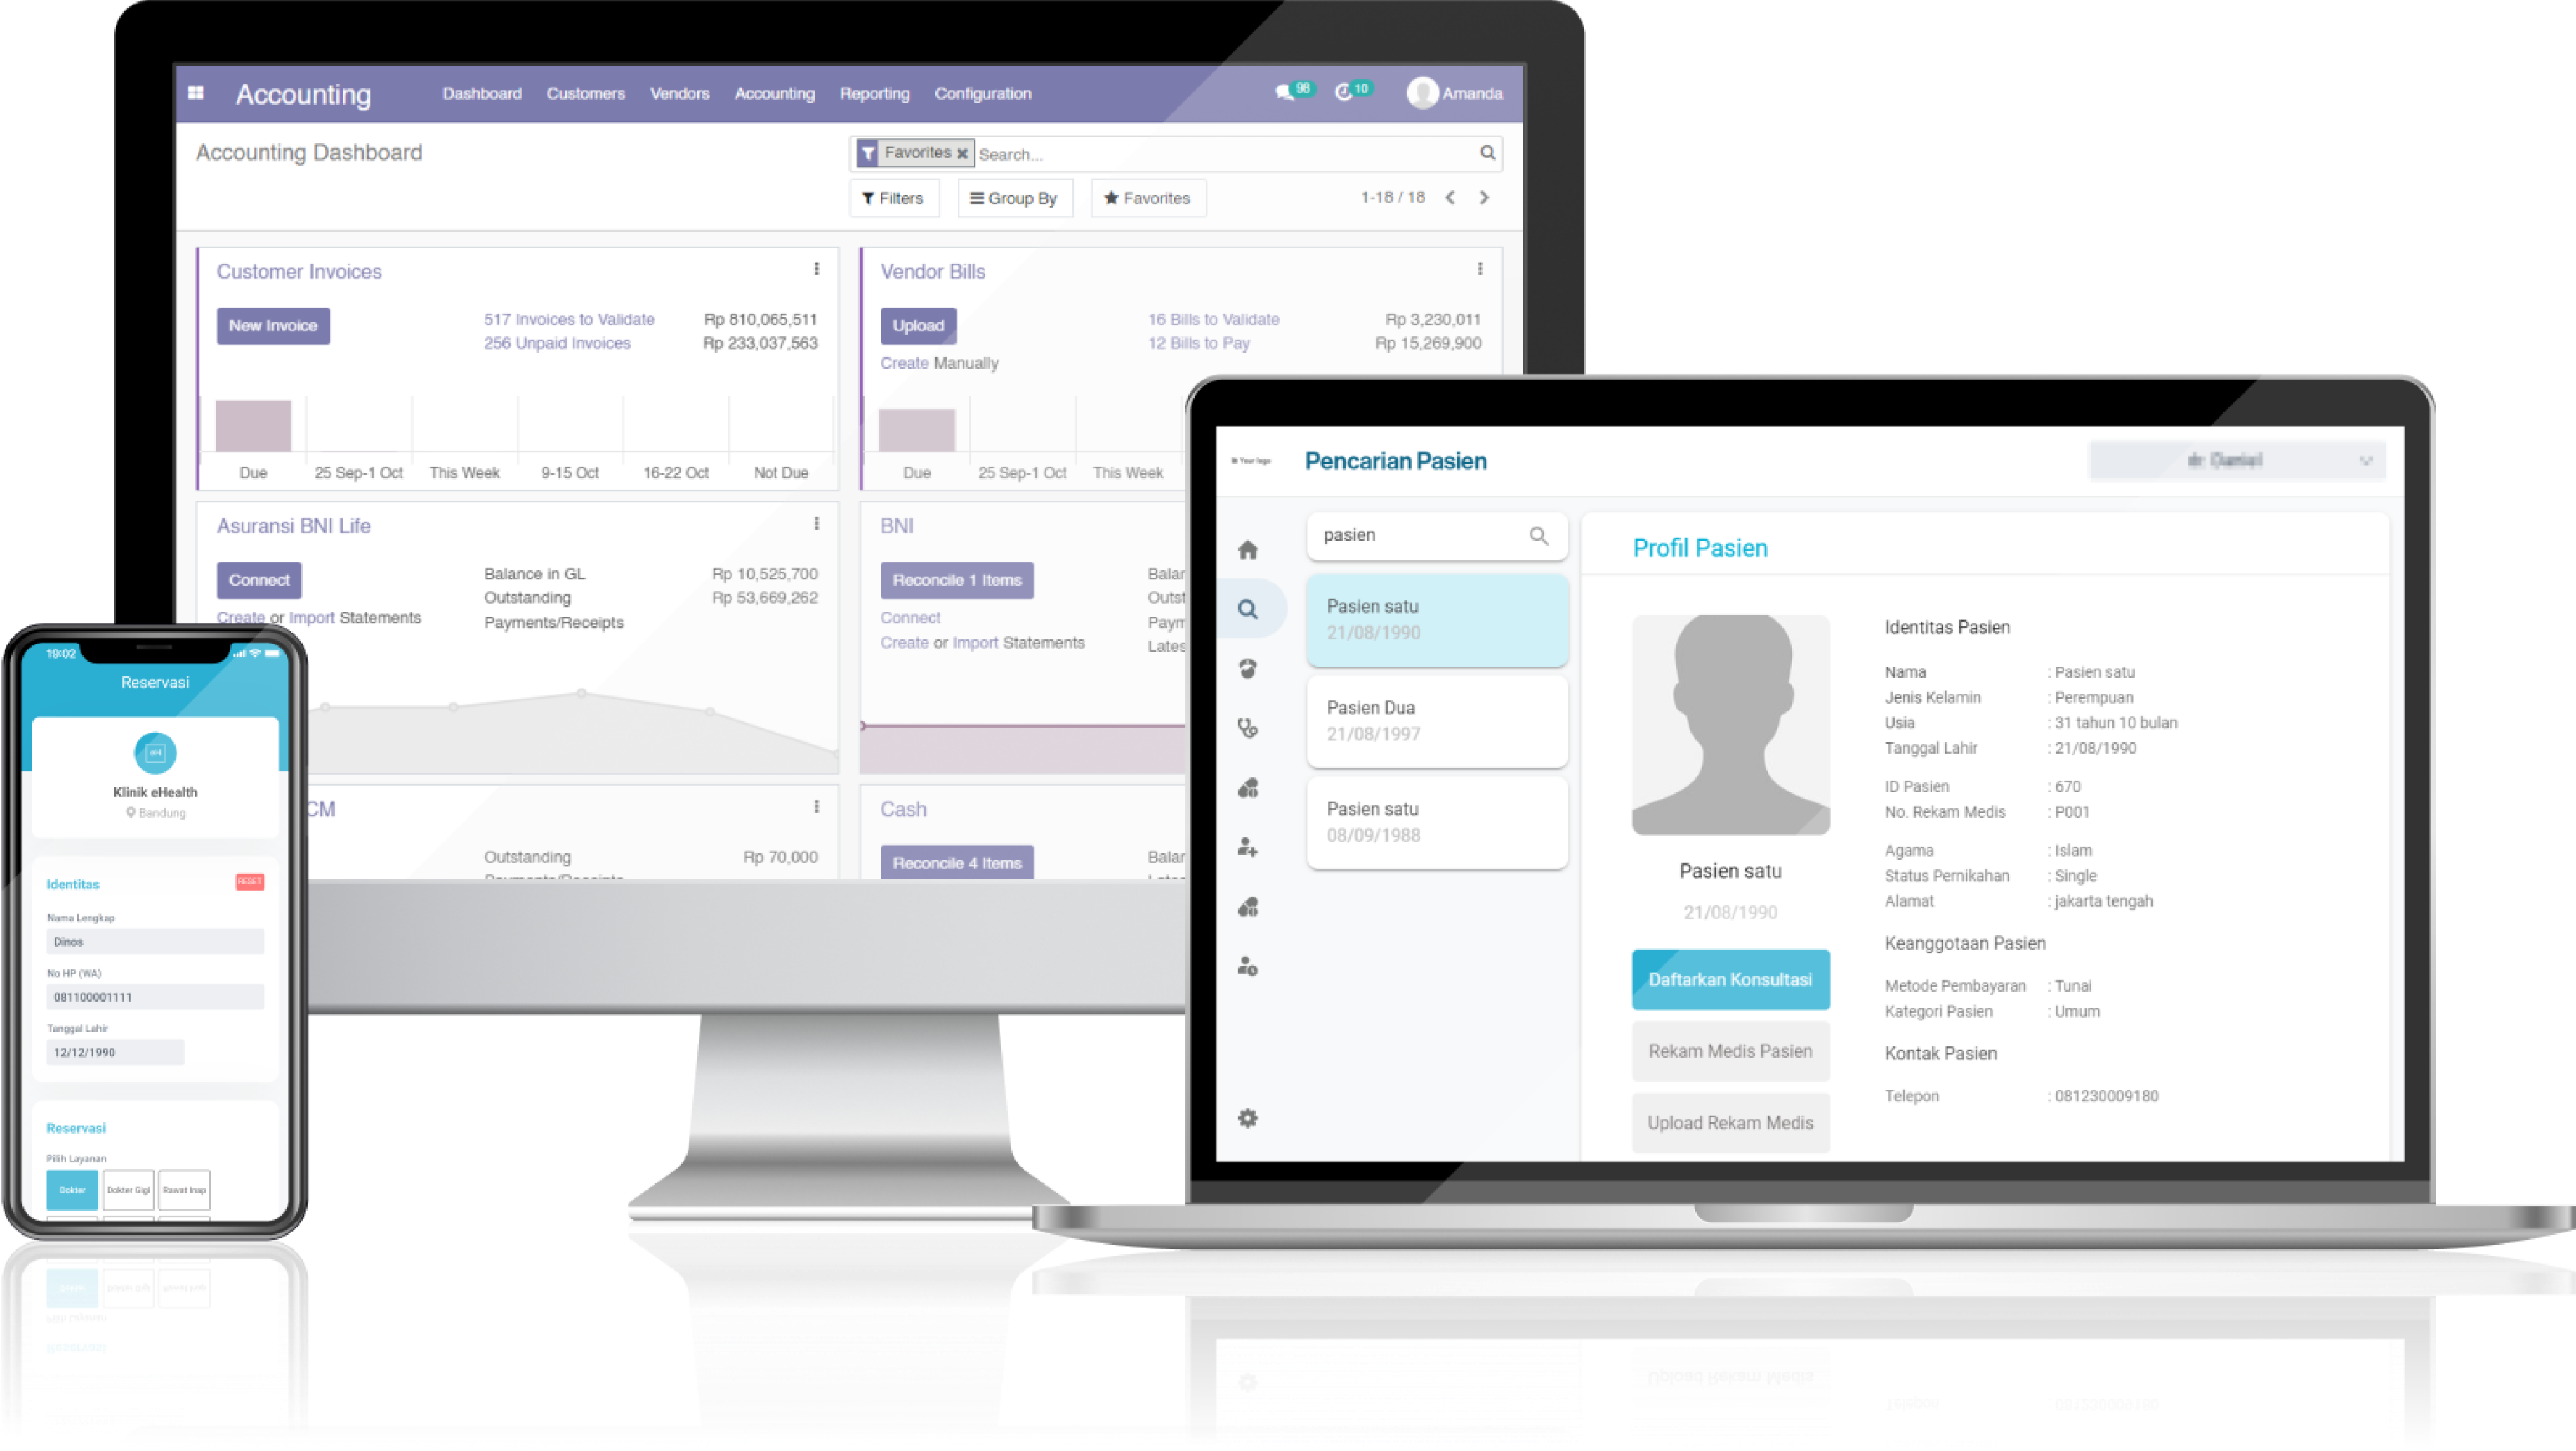 Accounting
Dashboard Customers Vendors Accounting Reporting Configuration
98 10 Amanda
Accounting Dashboard
Favorites Search...
Filters Group By Favorites 1-18 / 18
Customer Invoices
New Invoice
517 Invoices to Validate Rp 810,065,511
256 Unpaid Invoices Rp 233,037,563
Due 25 Sep-1 Oct This Week 9-15 Oct 16-22 Oct Not Due
Vendor Bills
Upload
Create Manually
16 Bills to Validate Rp 3,230,011
12 Bills to Pay Rp 15,269,900
Due 25 Sep-1 Oct This Week
Asuransi BNI Life
Connect
Create or Import Statements
Balance in GL Rp 10,525,700
Outstanding Rp 53,669,262
Payments/Receipts
BNI
Reconcile 1 Items
Connect
Create or Import Statements
Balar
Outst
Paym
Lates
CM
Outstanding Rp 70,000
Payments/Receipts
Cash
Reconcile 4 Items
Balar
19:02
Reservasi
eH
Klinik eHealth
Bandung
Identitas RESET
Nama Lengkap
Dinos
No HP (WA)
081100001111
Tanggal Lahir
12/12/1990
Reservasi
Pilih Layanan
Dokter Dokter Gigi Rawat Inap
Your logo
Pencarian Pasien
dr. Daniel
pasien
Pasien satu
21/08/1990
Pasien Dua
21/08/1997
Pasien satu
08/09/1988
Profil Pasien
Pasien satu
21/08/1990
Daftarkan Konsultasi
Rekam Medis Pasien
Upload Rekam Medis
Identitas Pasien
Nama : Pasien satu
Jenis Kelamin : Perempuan
Usia : 31 tahun 10 bulan
Tanggal Lahir : 21/08/1990
ID Pasien : 670
No. Rekam Medis : P001
Agama : Islam
Status Pernikahan : Single
Alamat : jakarta tengah
Keanggotaan Pasien
Metode Pembayaran : Tunai
Kategori Pasien : Umum
Kontak Pasien
Telepon : 081230009180